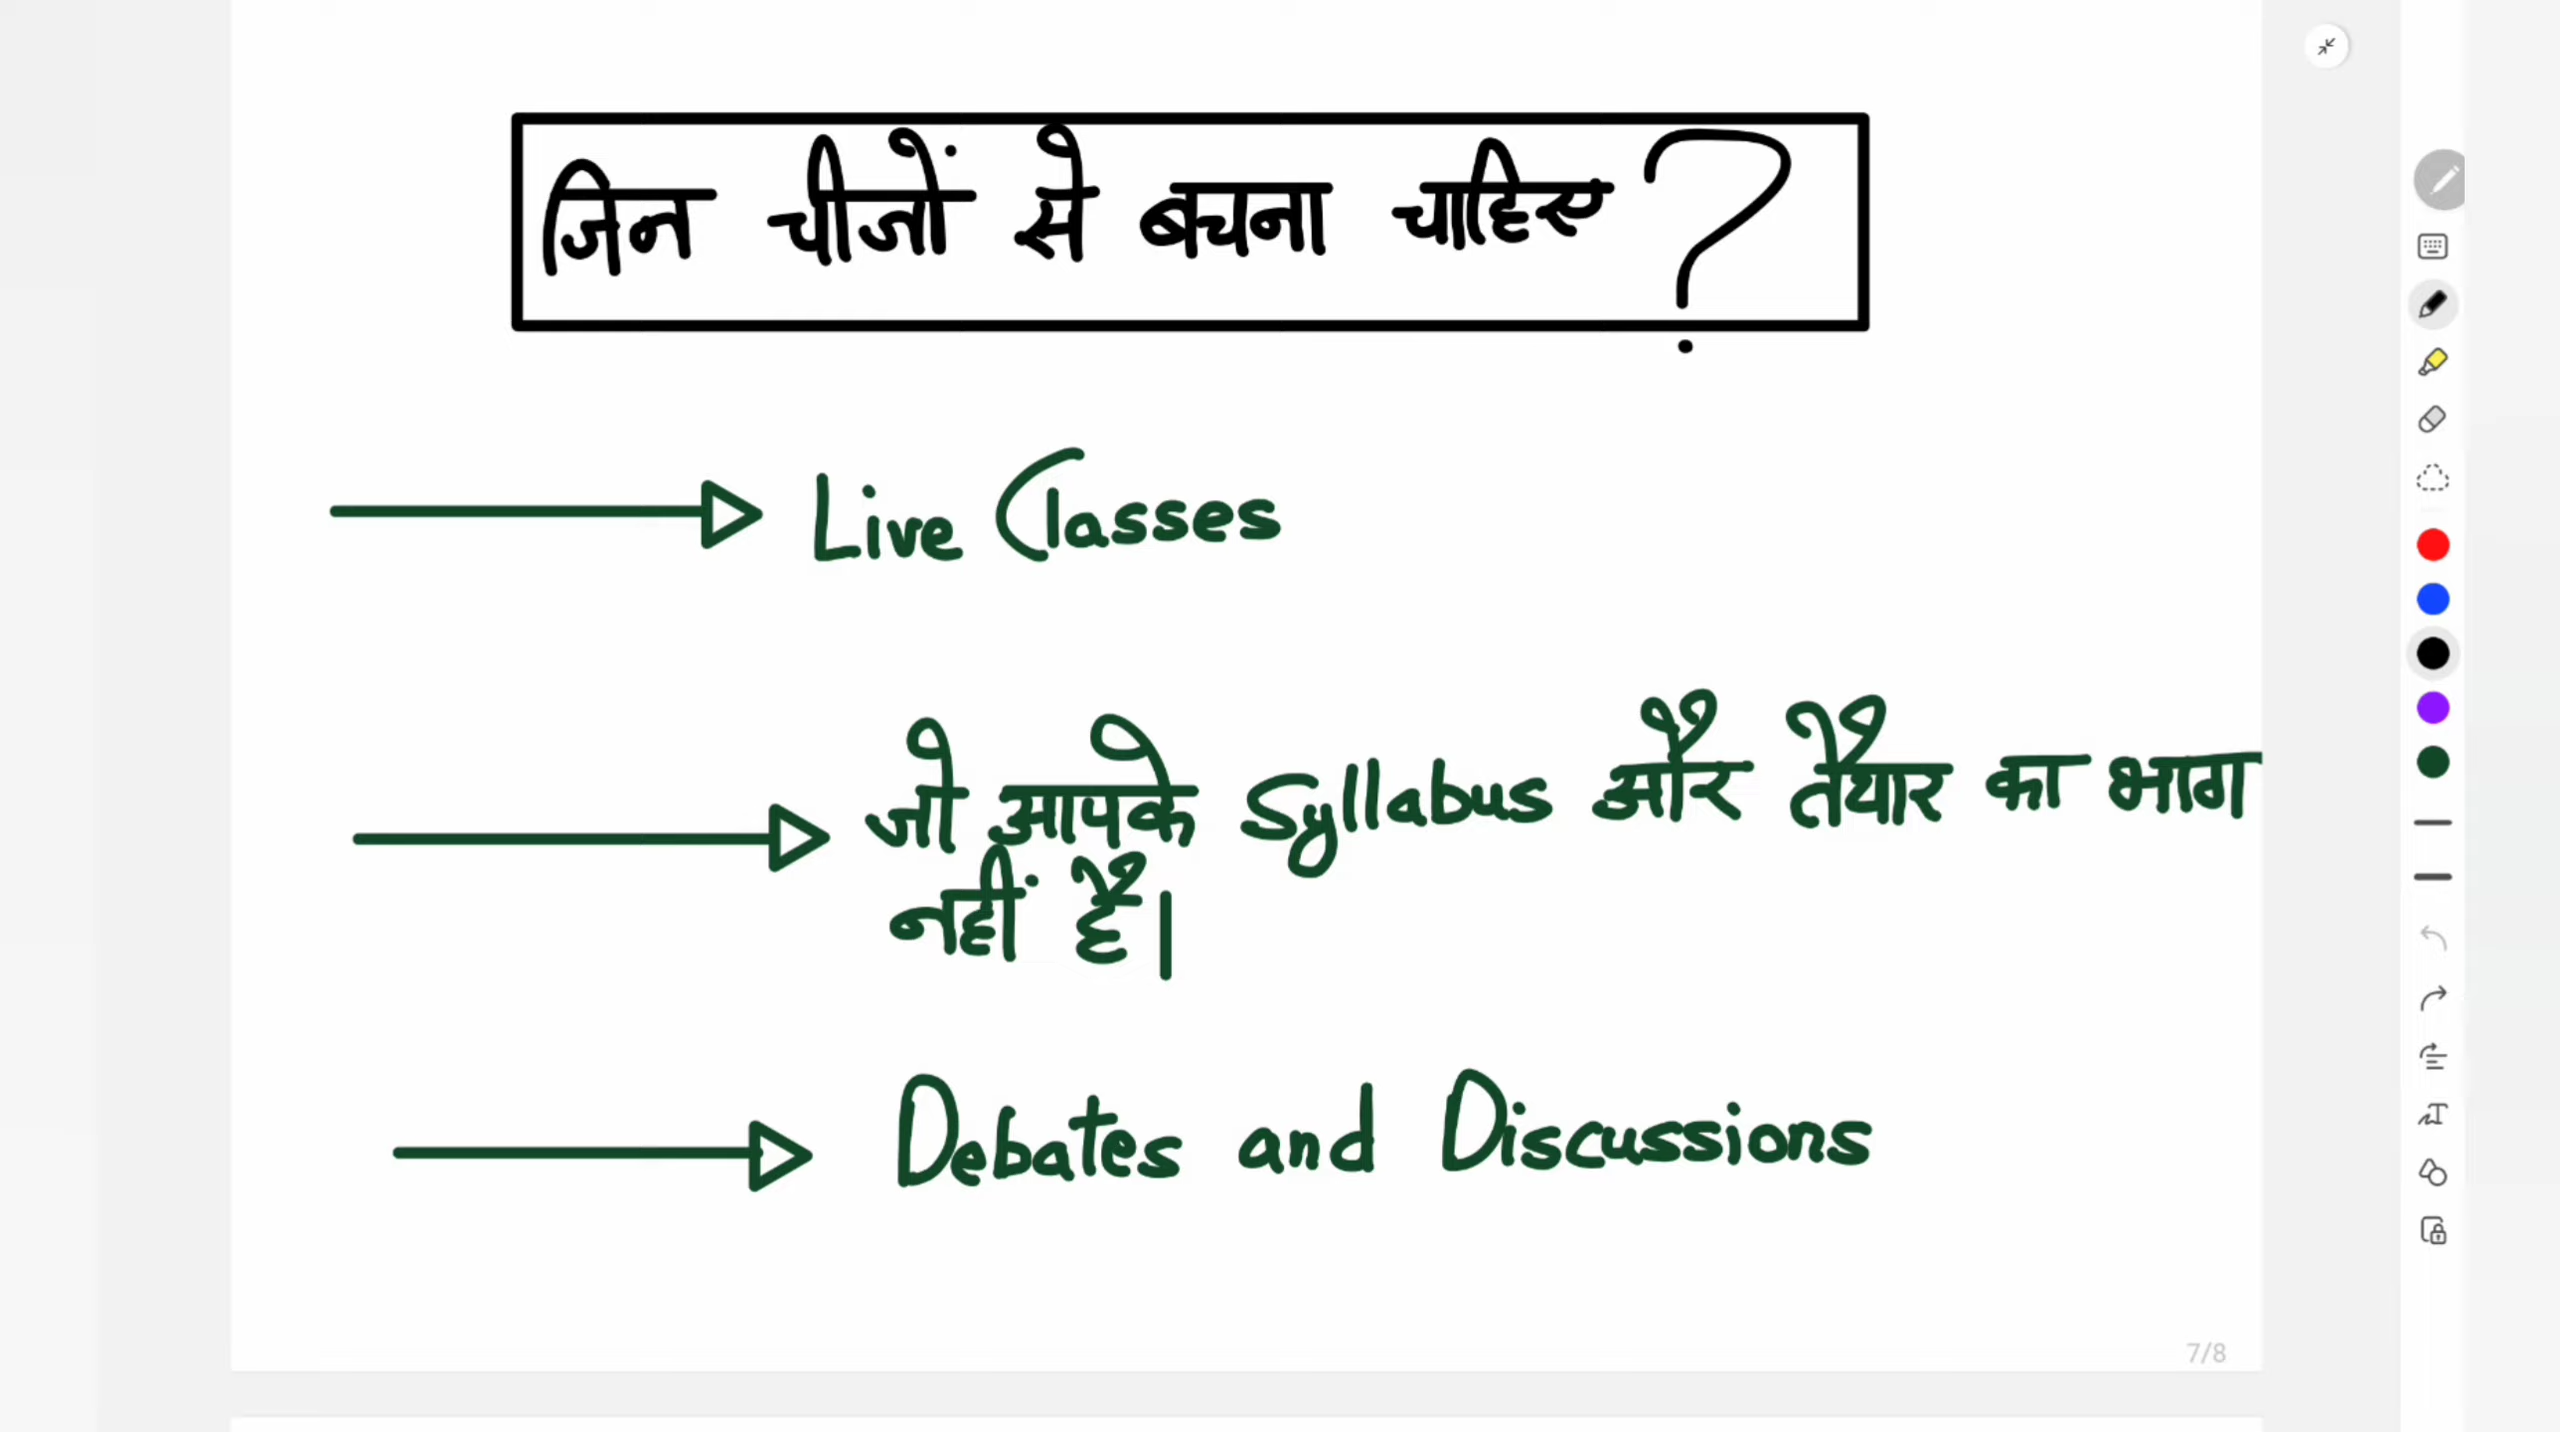 जिन चीजों से बचना चाहिए ?
Live Classes
जो आपके Syllabus और तैयार का भाग
नहीं है।
Debates and Discussions
7/8